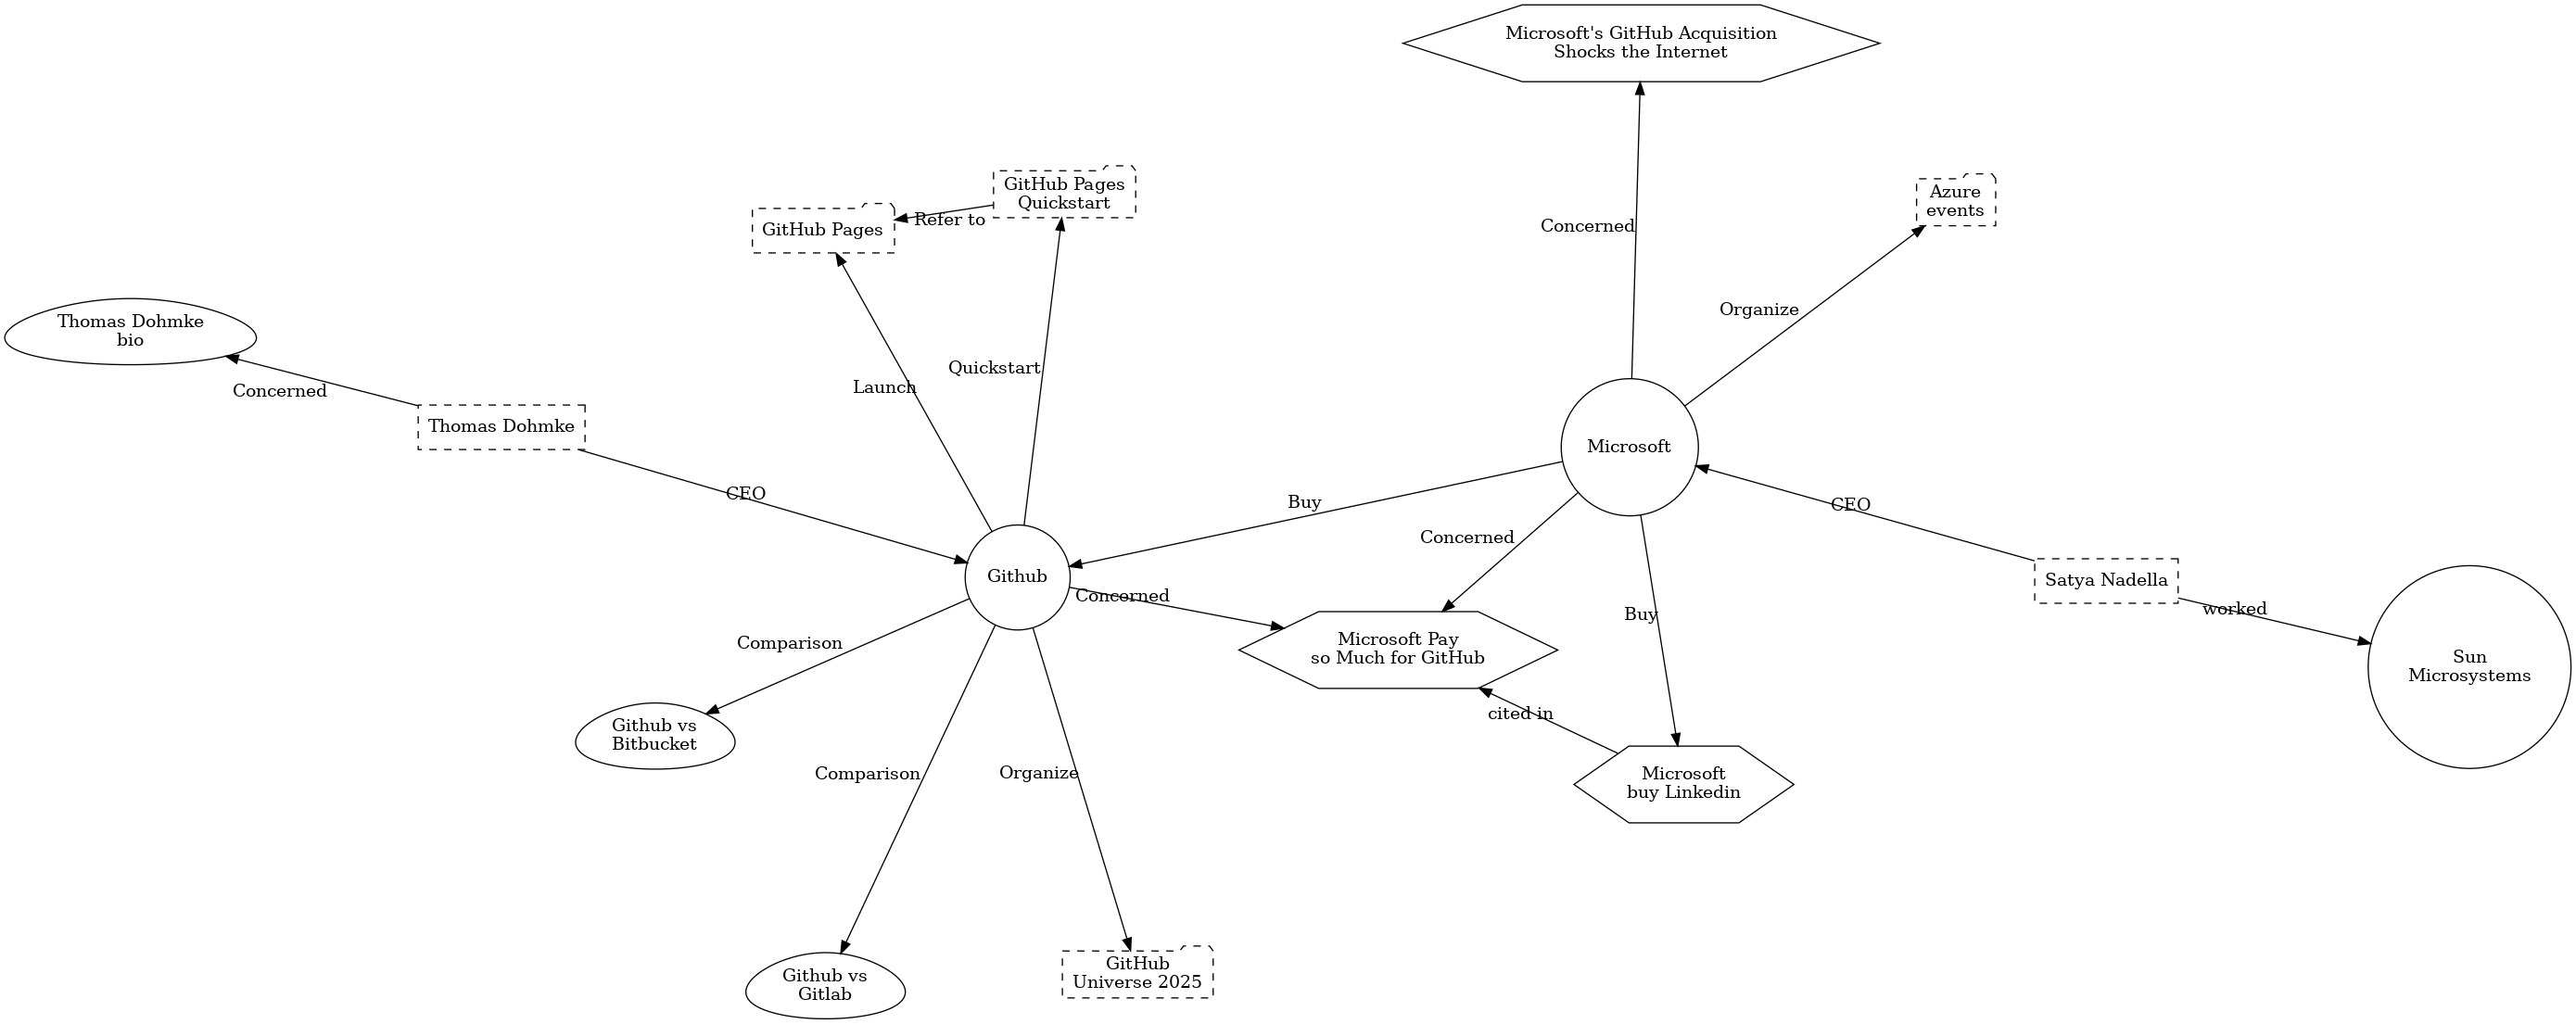 Microsoft's GitHub Acquisition
Shocks the Internet
GitHub Pages
Quickstart
Azure
events
GitHub Pages
Refer to
Concerned
Organize
Thomas Dohmke
bio
Quickstart
Launch
Concerned
Thomas Dohmke
Microsoft
CEO
Buy
CEO
Concerned
Github
Satya Nadella
Concerned
worked
Buy
Comparison
Microsoft Pay
so Much for GitHub
Sun
Microsystems
cited in
Github vs
Bitbucket
Comparison
Organize
Microsoft
buy Linkedin
GitHub
Universe 2025
Github vs
Gitlab